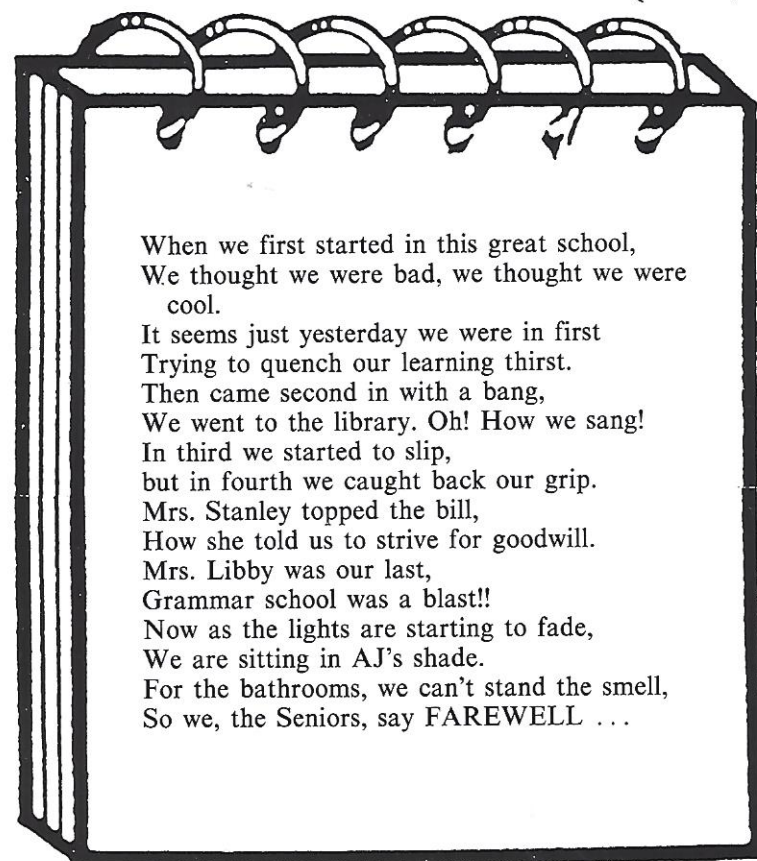 When we first started in this great school,
We thought we were bad, we thought we were
cool.
It seems just yesterday we were in first
Trying to quench our learning thirst.
Then came second in with a bang,
We went to the library. Oh! How we sang!
In third we started to slip,
but in fourth we caught back our grip.
Mrs. Stanley topped the bill,
How she told us to strive for goodwill.
Mrs. Libby was our last,
Grammar school was a blast!!
Now as the lights are starting to fade,
We are sitting in AJ's shade.
For the bathrooms, we can't stand the smell,
So we, the Seniors, say FAREWELL ...